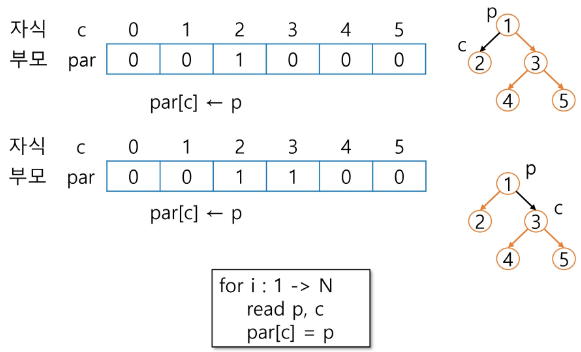 자식 c 0 1 2 3 4 5
부모 par 0 0 1 0 0 0
par[c] ← p
p
1
c
2 3
4 5
자식 c 0 1 2 3 4 5
부모 par 0 0 1 1 0 0
par[c] ← p
p
1
c
2 3
4 5
for i : 1 -> N
read p, c
par[c] = p